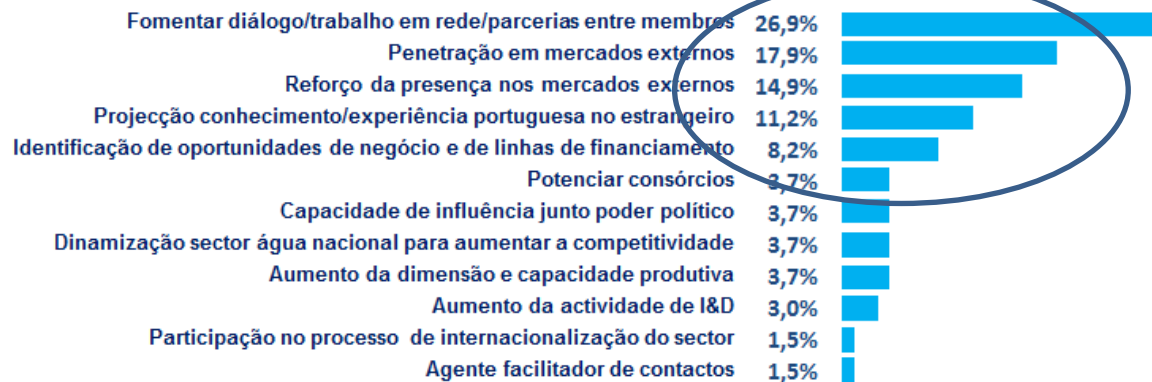 Fomentar diálogo/trabalho em rede/parcerias entre membros 26,9%
Penetração em mercados externos 17,9%
Reforço da presença nos mercados externos 14,9%
Projecção conhecimento/experiência portuguesa no estrangeiro 11,2%
Identificação de oportunidades de negócio e de linhas de financiamento 8,2%
Potenciar consórcios 3,7%
Capacidade de influência junto poder político 3,7%
Dinamização sector água nacional para aumentar a competitividade 3,7%
Aumento da dimensão e capacidade produtiva 3,7%
Aumento da actividade de I&D 3,0%
Participação no processo de internacionalização do sector 1,5%
Agente facilitador de contactos 1,5%